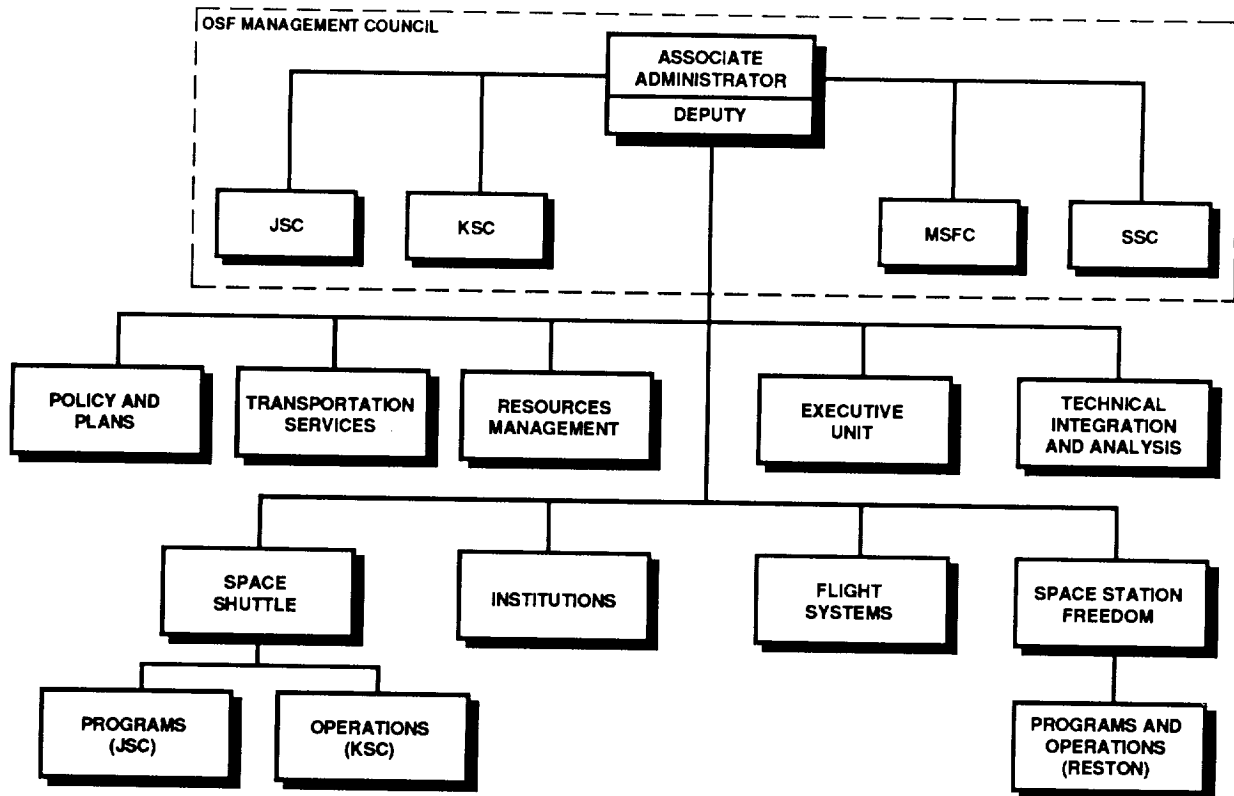 OSF MANAGEMENT COUNCIL
ASSOCIATE
ADMINISTRATOR
DEPUTY
JSC
KSC
MSFC
SSC
POLICY AND
PLANS
TRANSPORTATION
SERVICES
RESOURCES
MANAGEMENT
EXECUTIVE
UNIT
TECHNICAL
INTEGRATION
AND ANALYSIS
SPACE
SHUTTLE
INSTITUTIONS
FLIGHT
SYSTEMS
SPACE STATION
FREEDOM
PROGRAMS
(JSC)
OPERATIONS
(KSC)
PROGRAMS AND
OPERATIONS
(RESTON)